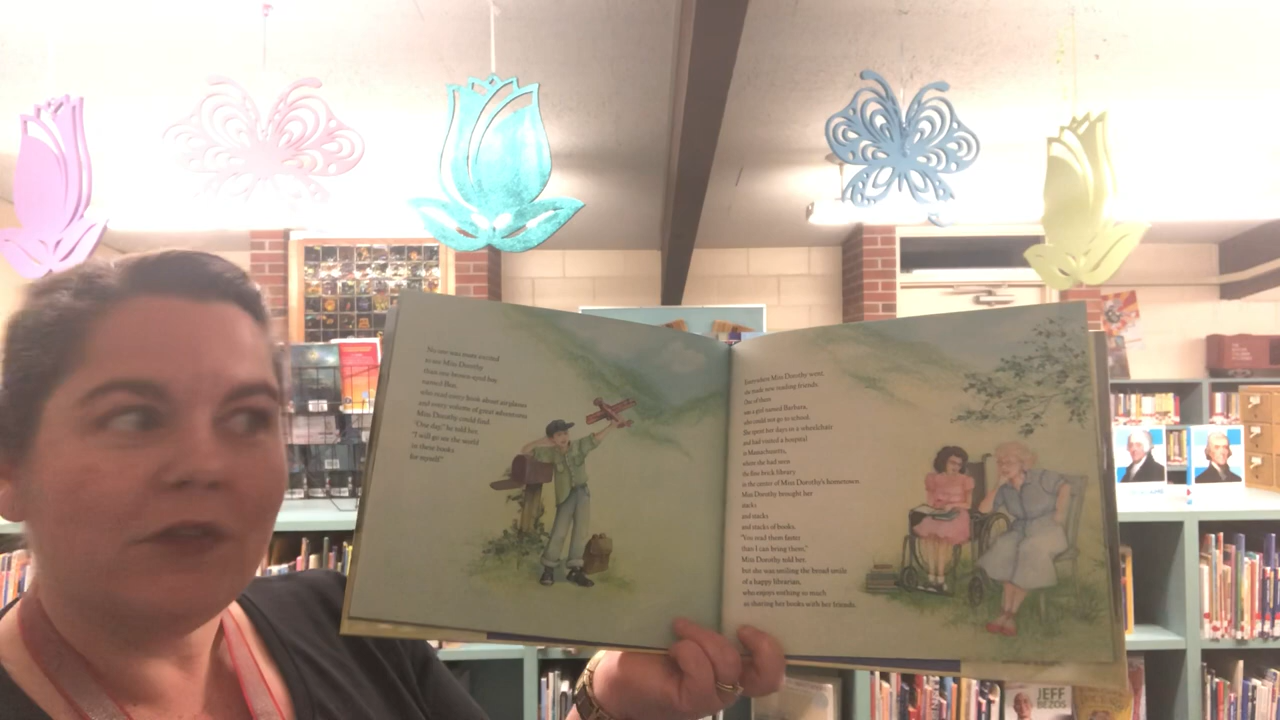 No one was more excited
to see Miss Dorothy
than one brown-eyed boy
named Ben,
who read every book about airplanes
and every volume of great adventures
Miss Dorothy could find.
"One day," he told her,
"I will go see the world
in these books
for myself!"
Everywhere Miss Dorothy went,
she made new reading friends.
One of them
was a girl named Barbara,
who could not go to school.
She spent her days in a wheelchair
and had visited a hospital
in Massachusetts,
where she had seen
the fine brick library
in the center of Miss Dorothy's hometown.
Miss Dorothy brought her
stacks
and stacks
and stacks of books.
"You read them faster
than I can bring them,"
Miss Dorothy told her,
but she was smiling the broad smile
of a happy librarian,
who enjoys nothing so much
as sharing her books with her friends.
JEFF
BEZOS